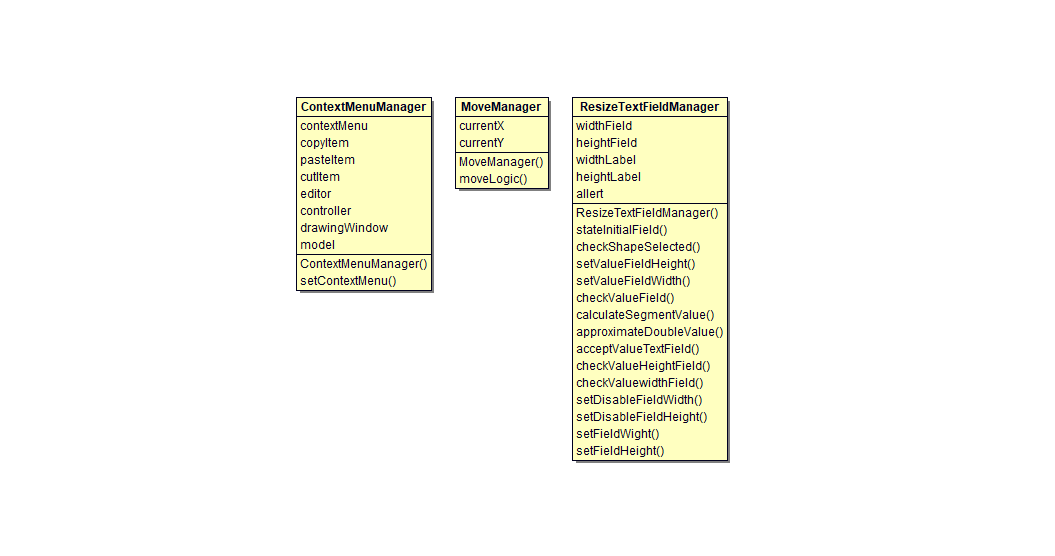 ContextMenuManager
contextMenu
copyItem
pasteItem
cutItem
editor
controller
drawingWindow
model
ContextMenuManager()
setContextMenu()
MoveManager
currentX
currentY
MoveManager()
moveLogic()
ResizeTextFieldManager
widthField
heightField
widthLabel
heightLabel
allert
ResizeTextFieldManager()
stateInitialField()
checkShapeSelected()
setValueFieldHeight()
setValueFieldWidth()
checkValueField()
calculateSegmentValue()
approximateDoubleValue()
acceptValueTextField()
checkValueHeightField()
checkValuewidthField()
setDisableFieldWidth()
setDisableFieldHeight()
setFieldWight()
setFieldHeight()